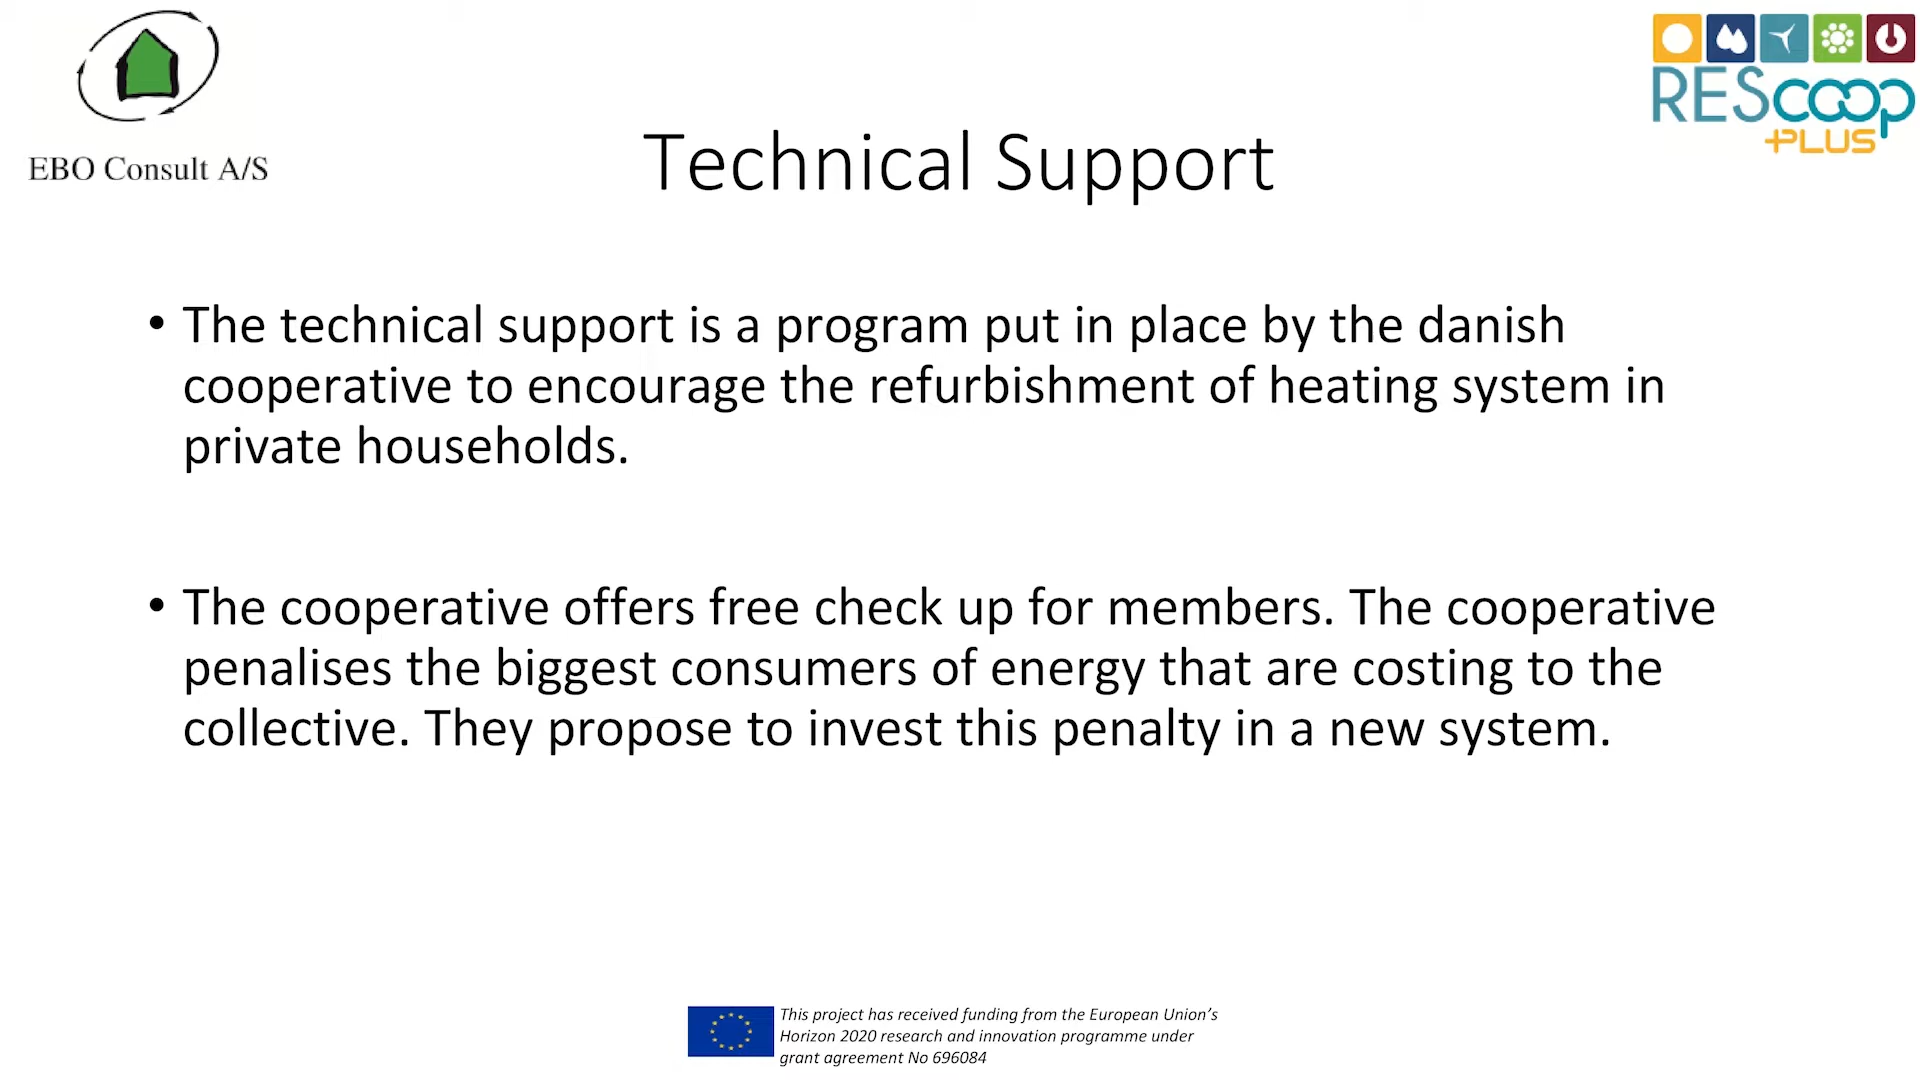 EBO Consult A/S
REScoop
+PLUS
Technical Support
• The technical support is a program put in place by the danish
cooperative to encourage the refurbishment of heating system in
private households.
• The cooperative offers free check up for members. The cooperative
penalises the biggest consumers of energy that are costing to the
collective. They propose to invest this penalty in a new system.
This project has received funding from the European Union’s
Horizon 2020 research and innovation programme under
grant agreement No 696084